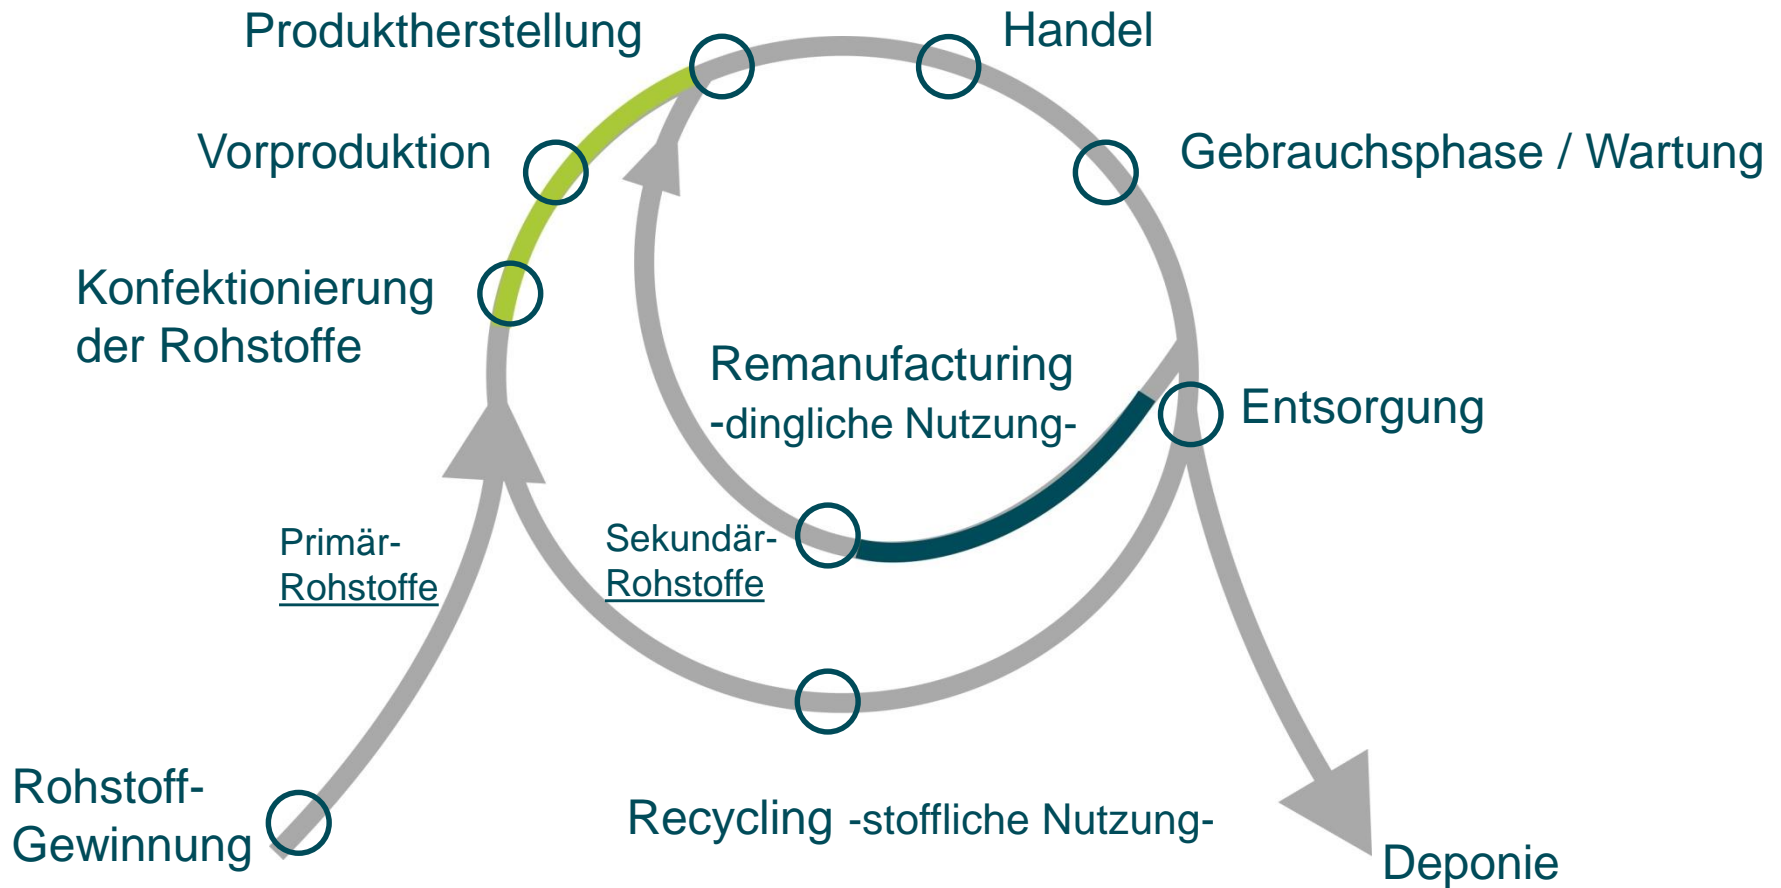 Produktherstellung
Handel
Vorproduktion
Gebrauchsphase / Wartung
Konfektionierung
der Rohstoffe
Remanufacturing
-dingliche Nutzung-
Entsorgung
Primär-
Rohstoffe
Sekundär-
Rohstoffe
Rohstoff-
Gewinnung
Recycling -stoffliche Nutzung-
Deponie